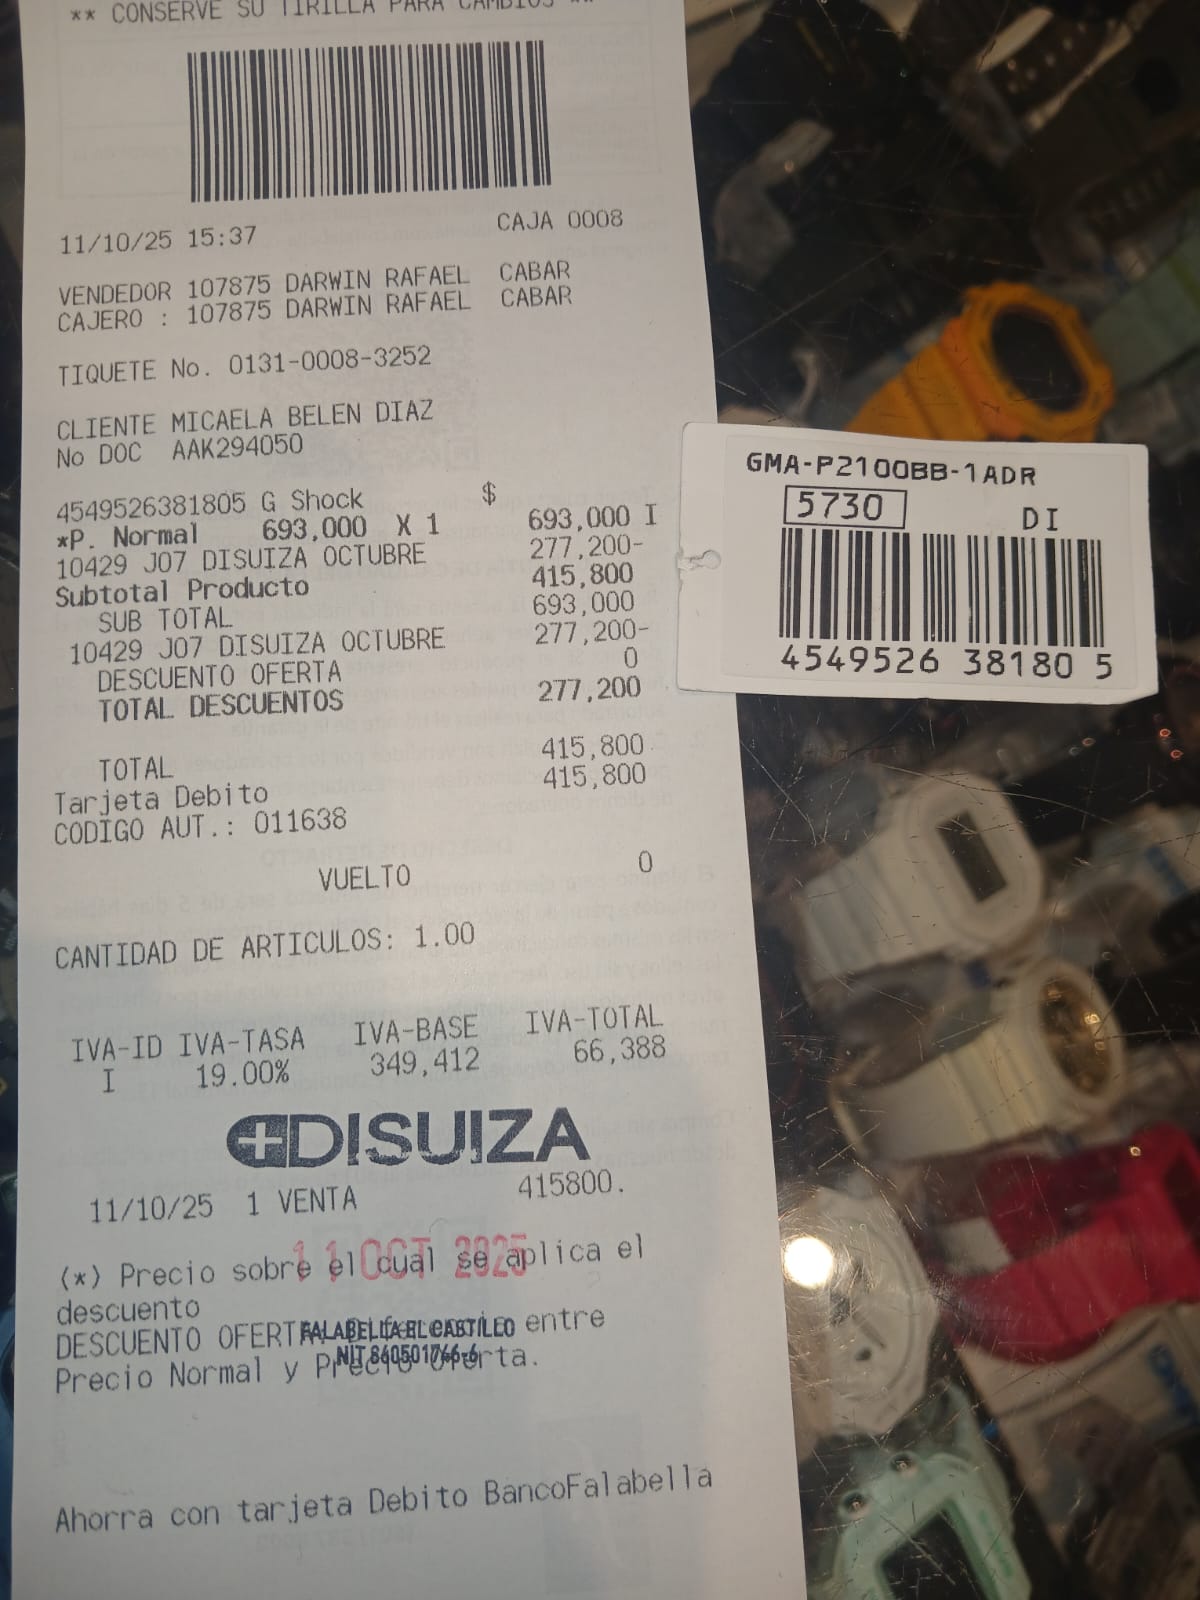 ** CONSERVE SU TIRILLA PARA CAMBIOS **
11/10/25 15:37 CAJA 0008
VENDEDOR 107875 DARWIN RAFAEL CABAR
CAJERO : 107875 DARWIN RAFAEL CABAR
TIQUETE No. 0131-0008-3252
CLIENTE MICAELA BELEN DIAZ
No DOC AAK294050
4549526381805 G Shock $
*P. Normal 693,000 X 1 693,000 I
10429 J07 DISUIZA OCTUBRE 277,200-
Subtotal Producto 415,800
SUB TOTAL 693,000
10429 J07 DISUIZA OCTUBRE 277,200-
DESCUENTO OFERTA 0
TOTAL DESCUENTOS 277,200
TOTAL 415,800
Tarjeta Debito 415,800
CODIGO AUT.: 011638
VUELTO 0
CANTIDAD DE ARTICULOS: 1.00
IVA-ID IVA-TASA IVA-BASE IVA-TOTAL
I 19.00% 349,412 66,388
DISUIZA
11/10/25 1 VENTA 415800.
11 OCT 2025
(*) Precio sobre el cual se aplica el
descuento
DESCUENTO OFERTA entre
FALABELLA EL CASTILLO
NIT 860501766-6
Precio Normal y Precio Oferta.
Ahorra con tarjeta Debito BancoFalabella
GMA-P2100BB-1ADR
5730 DI
4549526 38180 5